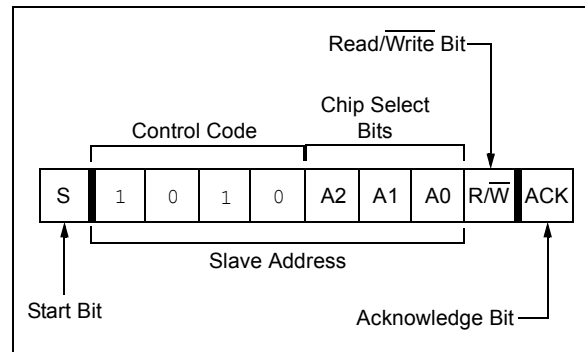 Read/Write Bit
Chip Select
Bits
Control Code
S 1 0 1 0 A2 A1 A0 R/W ACK
Slave Address
Start Bit
Acknowledge Bit